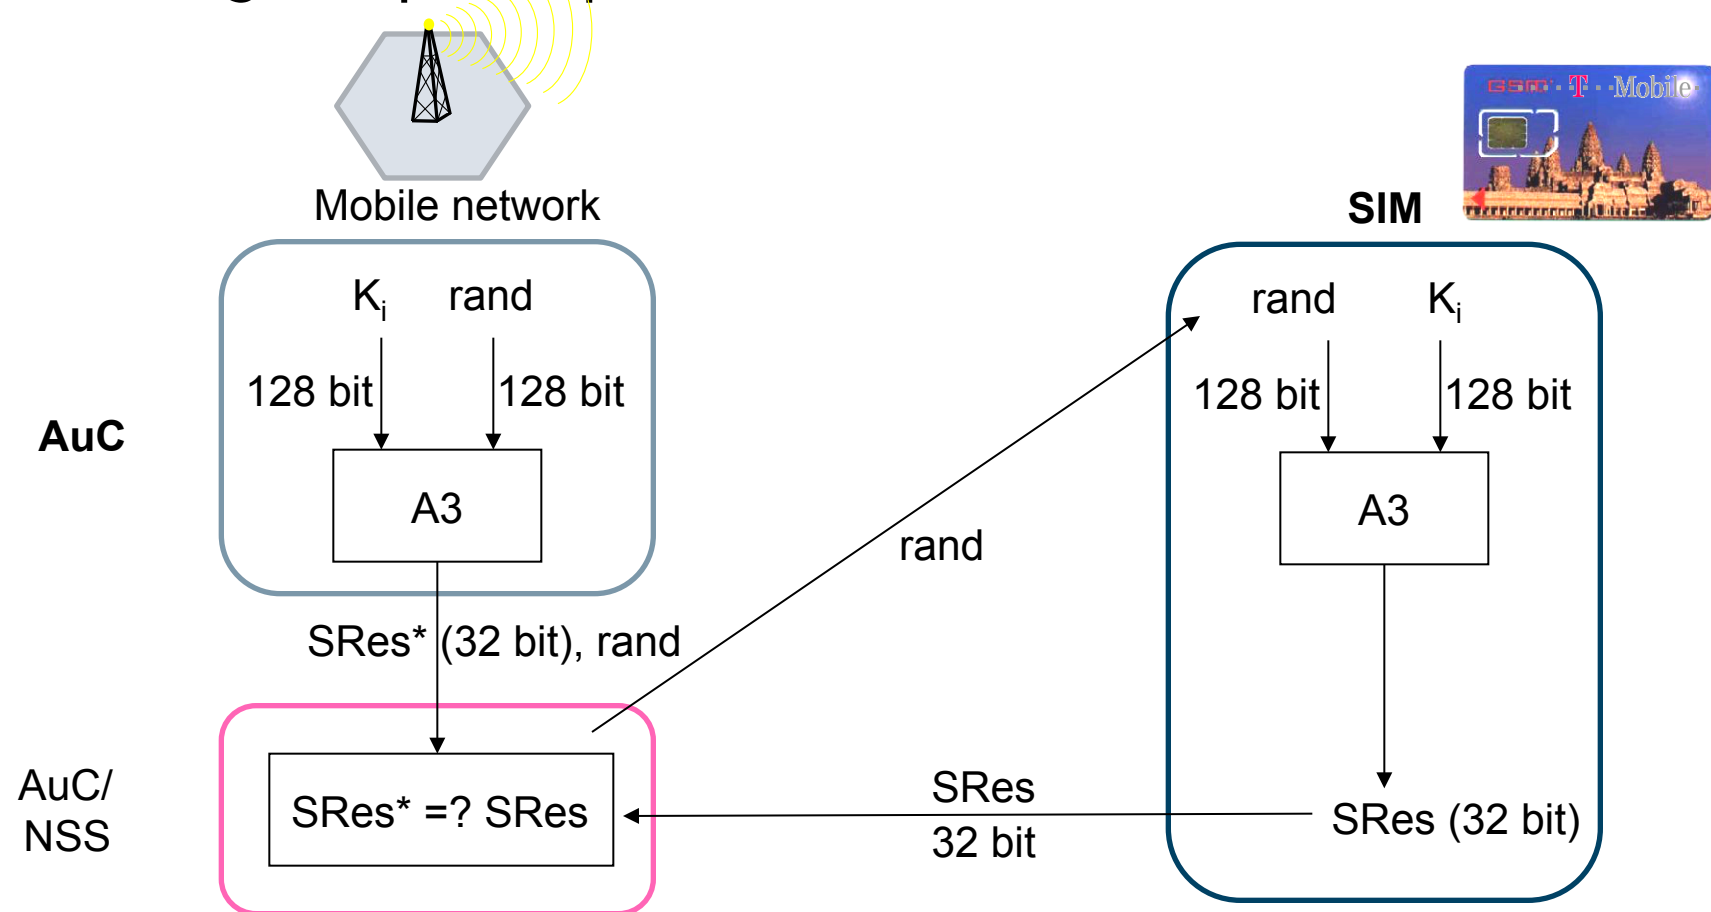 GSM · T · Mobile
Mobile network
SIM
Ki rand
rand Ki
128 bit 128 bit
128 bit 128 bit
AuC
A3
A3
rand
SRes* (32 bit), rand
AuC/
NSS
SRes* =? SRes
SRes
32 bit
SRes (32 bit)